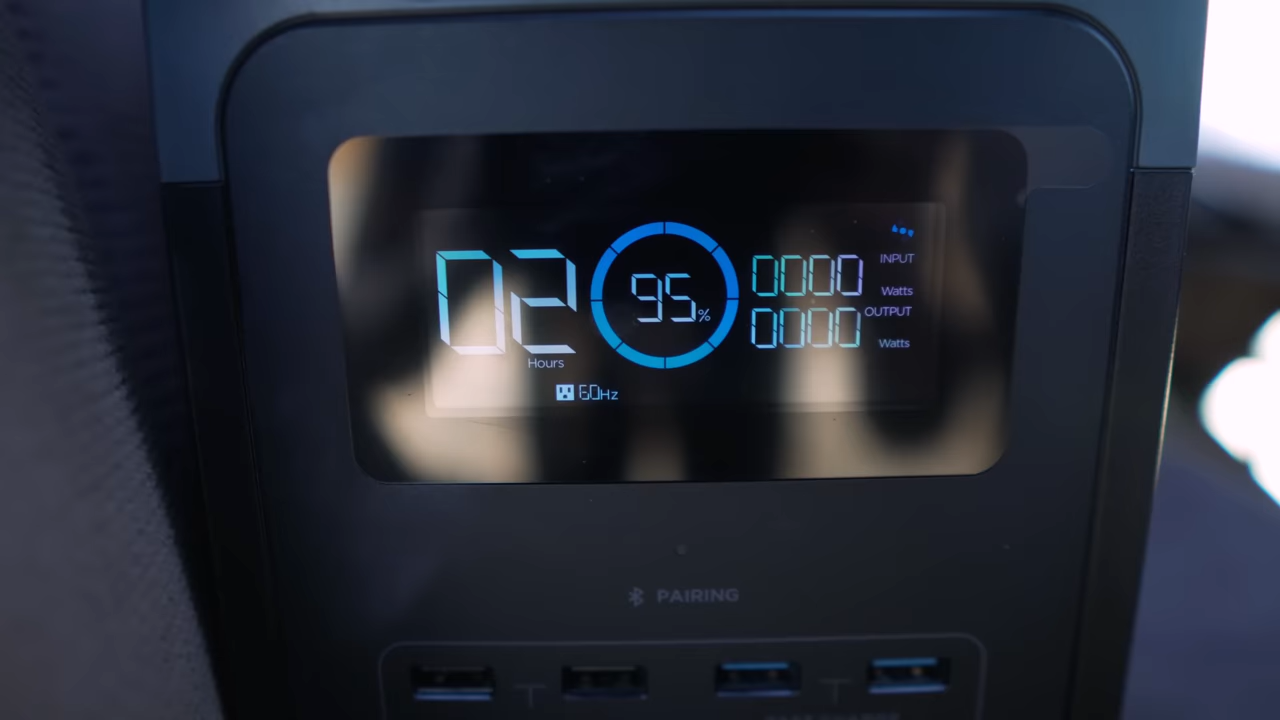 02
Hours
95%
0000
INPUT
Watts
0000
OUTPUT
Watts
60Hz
PAIRING